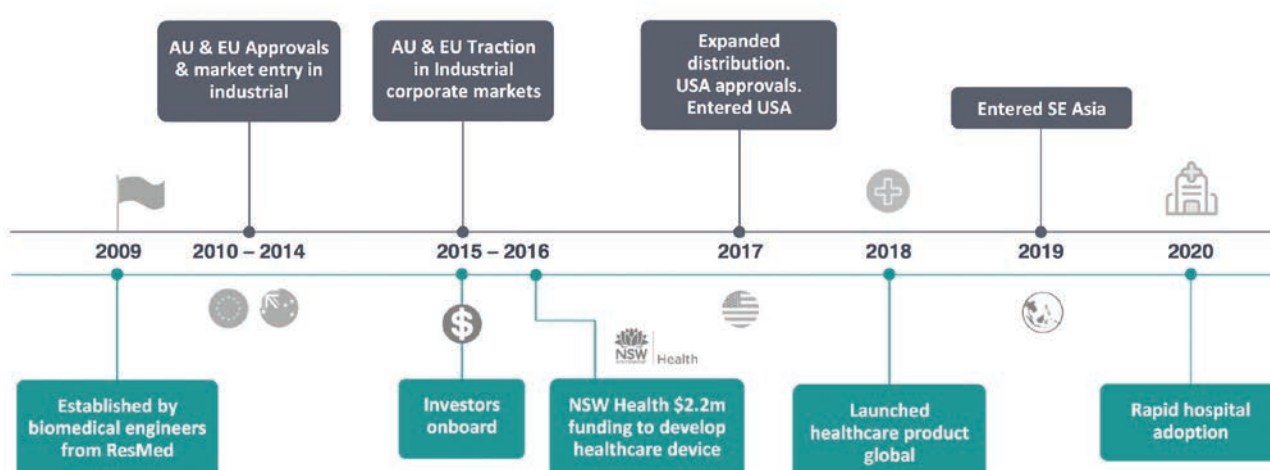 AU & EU Approvals
& market entry in
industrial
AU & EU Traction
in Industrial
corporate markets
Expanded
distribution.
USA approvals.
Entered USA
Entered SE Asia
2009
2010 – 2014
2015 – 2016
2017
2018
2019
2020
$
NSW
Health
Established by
biomedical engineers
from ResMed
Investors
onboard
NSW Health $2.2m
funding to develop
healthcare device
Launched
healthcare product
global
Rapid hospital
adoption